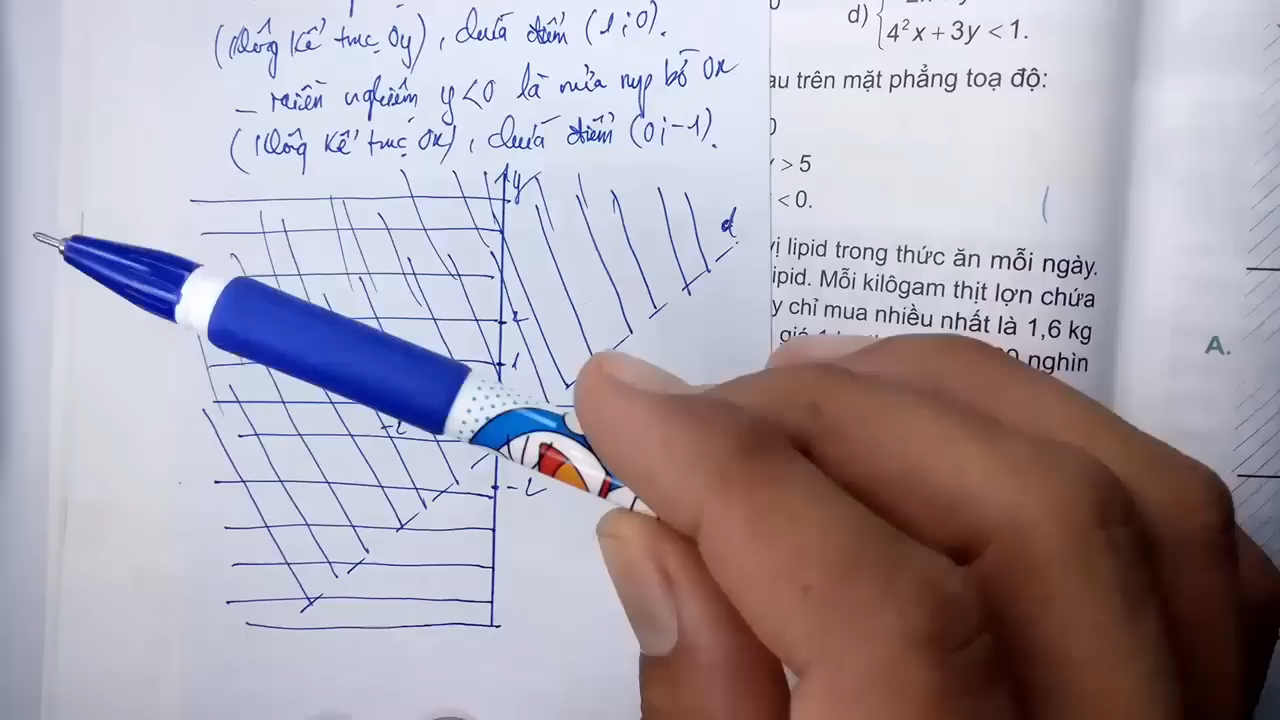 (Không kể trục Oy), chứa điểm (1;0).
– miền nghiệm y<0 là nửa mp bờ Ox
(Không kể trục Ox), chứa điểm (0;-1).
y
d
2
1
-2
d)
4²x + 3y < 1.
au trên mặt phẳng toạ độ:
> 5
< 0.
vị lipid trong thức ăn mỗi ngày.
ipid. Mỗi kilôgam thịt lợn chứa
y chỉ mua nhiều nhất là 1,6 kg
nghìn
A.